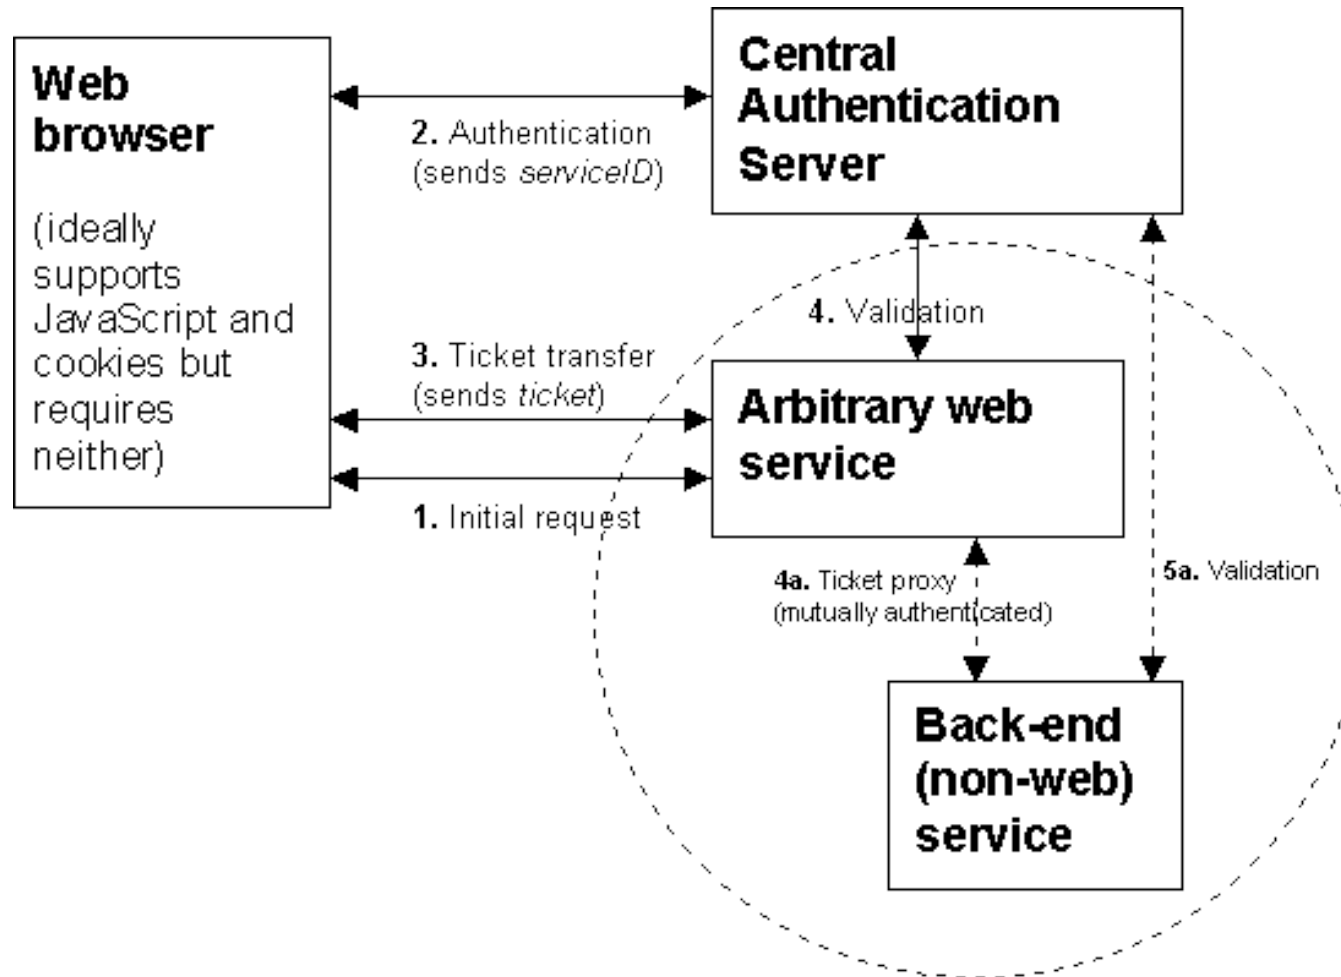 Web
browser
(ideally
supports
JavaScript and
cookies but
requires
neither)
Central
Authentication
Server
2. Authentication
(sends serviceID)
4. Validation
3. Ticket transfer
(sends ticket)
Arbitrary web
service
1. Initial request
4a. Ticket proxy
(mutually authenticated)
5a. Validation
Back-end
(non-web)
service